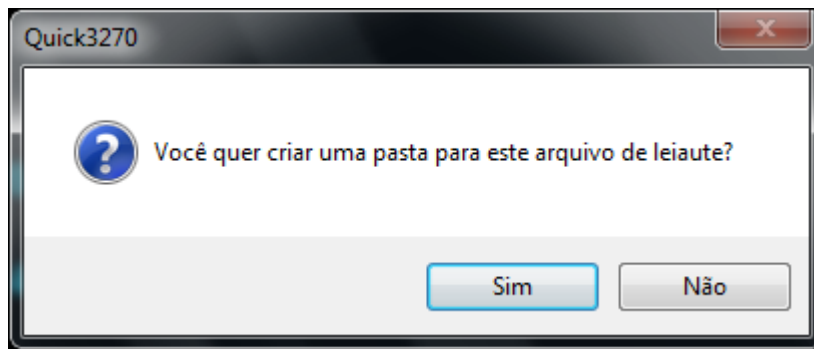 Quick3270
Você quer criar uma pasta para este arquivo de leiaute?
Sim
Não